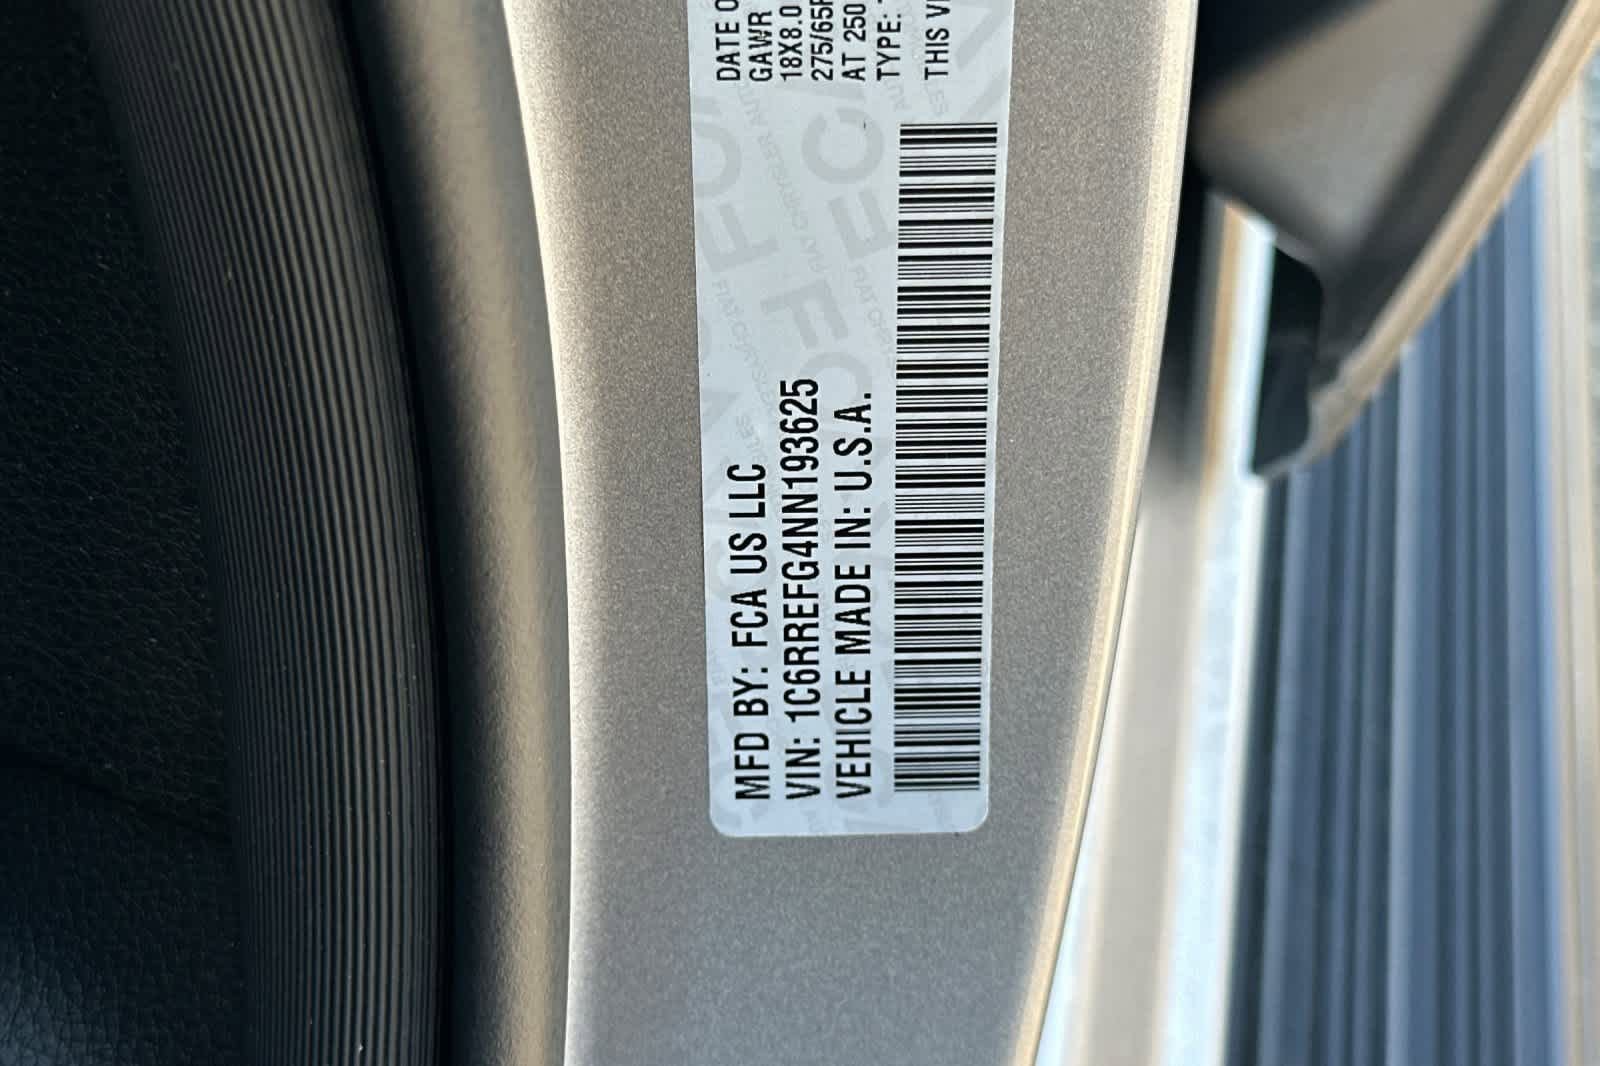 MFD BY: FCA US LLC
VIN: 1C6RREFG4NN193625
VEHICLE MADE IN: U.S.A.
DATE O
GAWR
18X8.0
275/65R
AT 250
TYPE:
THIS VE